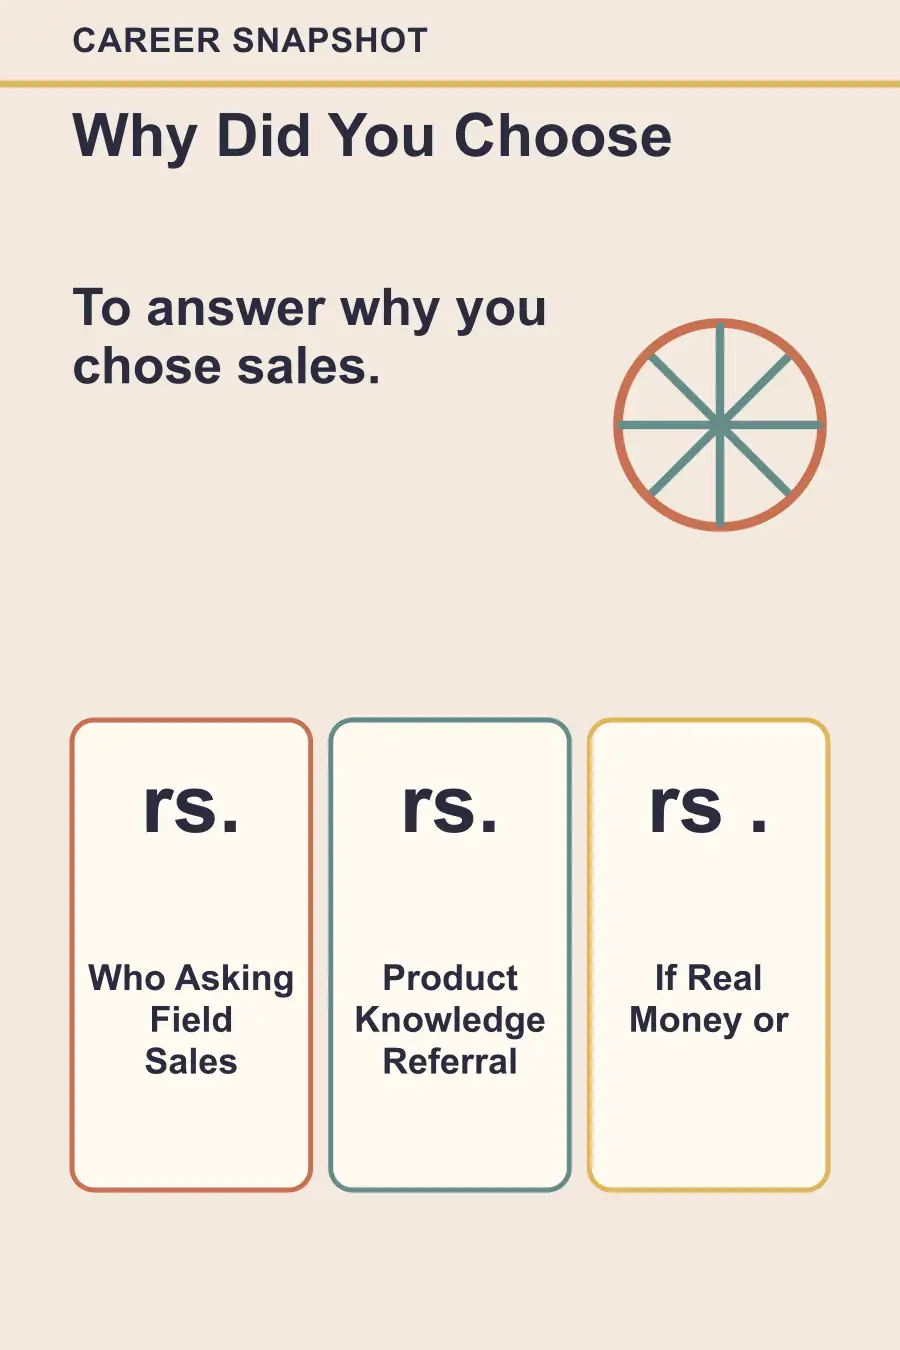 CAREER SNAPSHOT
Why Did You Choose
To answer why you
chose sales.
rs.
Who Asking
Field
Sales
rs.
Product
Knowledge
Referral
rs .
If Real
Money or